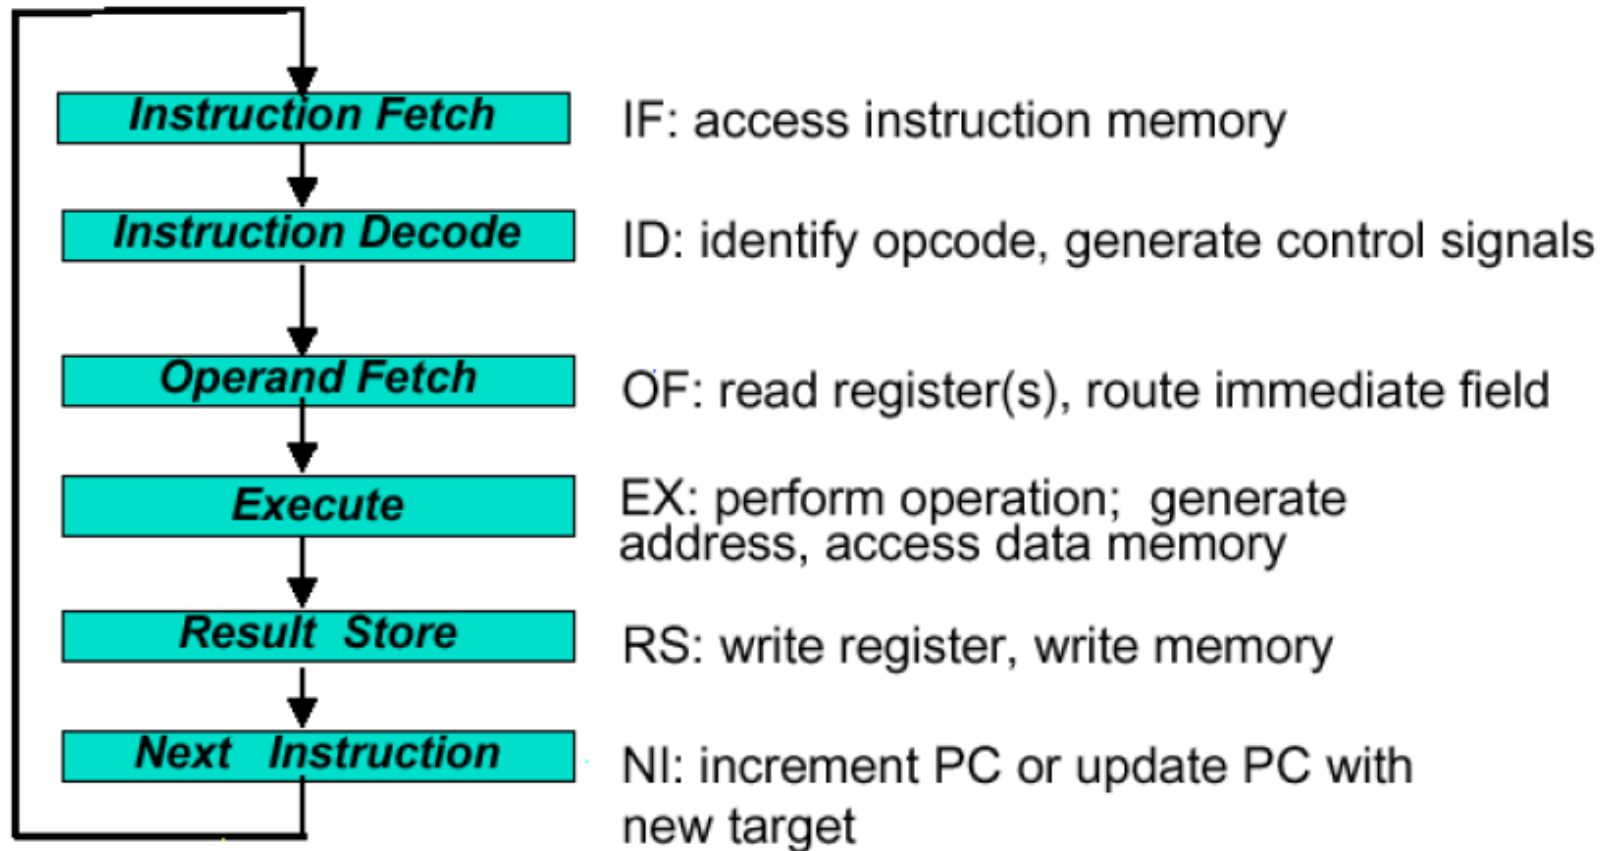 Instruction Fetch
IF: access instruction memory
Instruction Decode
ID: identify opcode, generate control signals
Operand Fetch
OF: read register(s), route immediate field
Execute
EX: perform operation; generate
address, access data memory
Result Store
RS: write register, write memory
Next Instruction
NI: increment PC or update PC with
new target